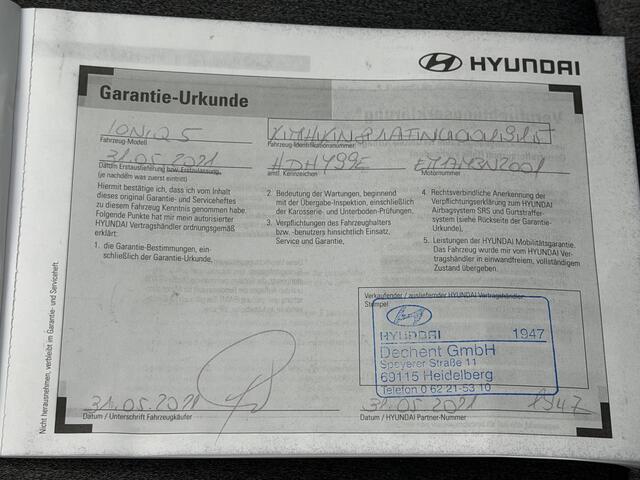 HYUNDAI
Garantie-Urkunde
IONIQ 5
Fahrzeug-Modell
Fahrzeug-Identifikationsnummer
31.05.2021
HDHY99E
Datum Erstauslieferung bzw. Erstzulassung,
(je nachdem was zuerst eintritt)
amtl. Kennzeichen
Motornummer
Hiermit bestätige ich, dass ich vom Inhalt
dieses original Garantie- und Serviceheftes
zu diesem Fahrzeug Kenntnis genommen habe.
Folgende Punkte hat mir mein autorisierter
HYUNDAI Vertragshändler ordnungsgemäß
erklärt:
1. die Garantie-Bestimmungen, ein-
schließlich der Garantie-Urkunde,
2. Bedeutung der Wartungen, beginnend
mit der Übergabe-Inspektion, einschließlich
der Karosserie- und Unterboden-Prüfungen,
3. Verpflichtungen des Fahrzeughalters
bzw. -benutzers hinsichtlich Einsatz,
Service und Garantie,
4. Rechtsverbindliche Anerkennung der
Verpflichtungserklärung zum HYUNDAI
Airbagsystem SRS und Gurtstraffer-
system (siehe Rückseite der Garantie-
Urkunde).
5. Leistungen der HYUNDAI Mobilitätsgarantie.
Das Fahrzeug wurde mir vom HYUNDAI Ver-
tragshändler in einwandfreiem, vollständigem
Zustand übergeben.
Verkaufender / ausliefernder HYUNDAI Vertragshändler:
Stempel
HYUNDAI 1947
Dechent GmbH
Speyerer Straße 11
69115 Heidelberg
Telefon 0 62 21-53 10
31.05.2021
31.05.2021 1947
Datum / Unterschrift Fahrzeugkäufer
Datum / HYUNDAI Partner-Nummer
Nicht herausnehmen, verbleibt im Garantie- und Serviceheft.